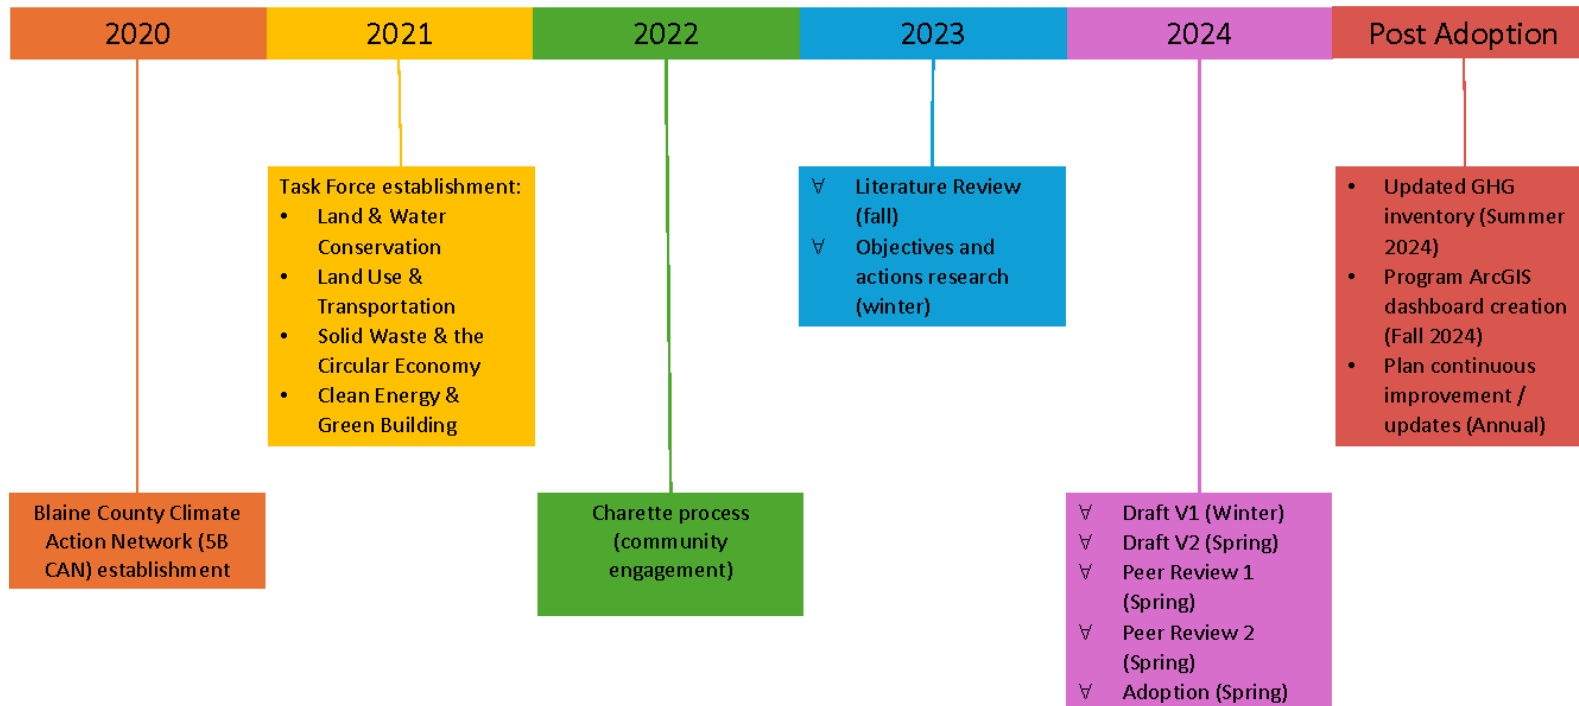 2020
2021
2022
2023
2024
Post Adoption
Blaine County Climate
Action Network (5B
CAN) establishment
Task Force establishment:
• Land & Water
Conservation
• Land Use &
Transportation
• Solid Waste & the
Circular Economy
• Clean Energy &
Green Building
Charette process
(community
engagement)
∀ Literature Review
(fall)
∀ Objectives and
actions research
(winter)
∀ Draft V1 (Winter)
∀ Draft V2 (Spring)
∀ Peer Review 1
(Spring)
∀ Peer Review 2
(Spring)
∀ Adoption (Spring)
• Updated GHG
inventory (Summer
2024)
• Program ArcGIS
dashboard creation
(Fall 2024)
• Plan continuous
improvement /
updates (Annual)